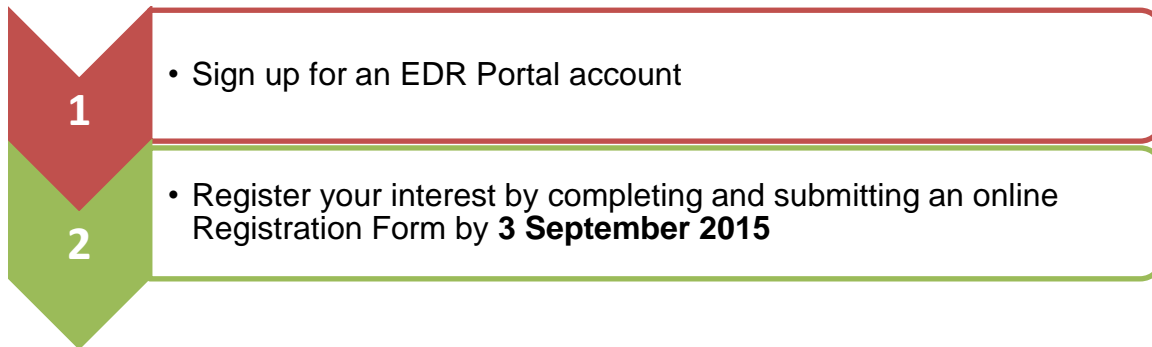 1
• Sign up for an EDR Portal account
2
• Register your interest by completing and submitting an online
Registration Form by 3 September 2015